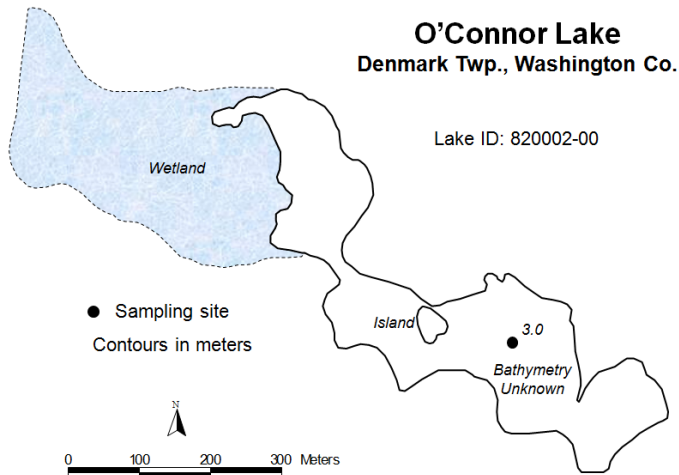 O'Connor Lake
Denmark Twp., Washington Co.
Lake ID: 820002-00
Wetland
Sampling site
Contours in meters
Island
3.0
Bathymetry
Unknown
N
0 100 200 300 Meters